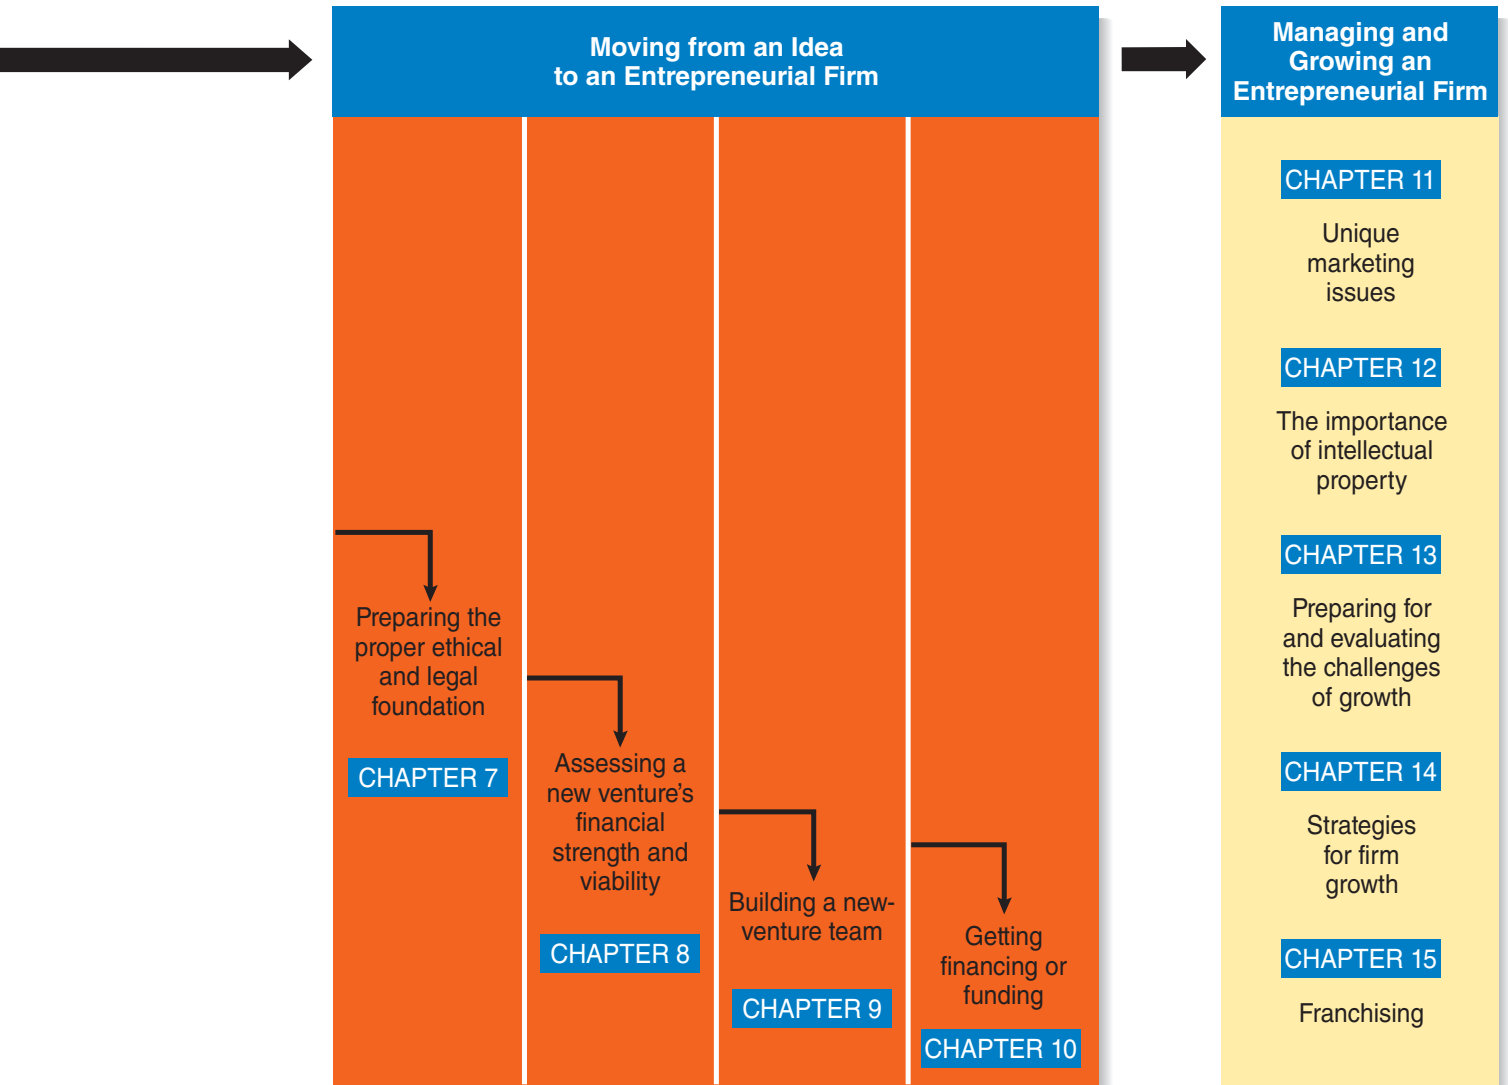 Moving from an Idea
to an Entrepreneurial Firm
Preparing the
proper ethical
and legal
foundation
CHAPTER 7
Assessing a
new venture’s
financial
strength and
viability
CHAPTER 8
Building a new-
venture team
CHAPTER 9
Getting
financing or
funding
CHAPTER 10
Managing and
Growing an
Entrepreneurial Firm
CHAPTER 11
Unique
marketing
issues
CHAPTER 12
The importance
of intellectual
property
CHAPTER 13
Preparing for
and evaluating
the challenges
of growth
CHAPTER 14
Strategies
for firm
growth
CHAPTER 15
Franchising